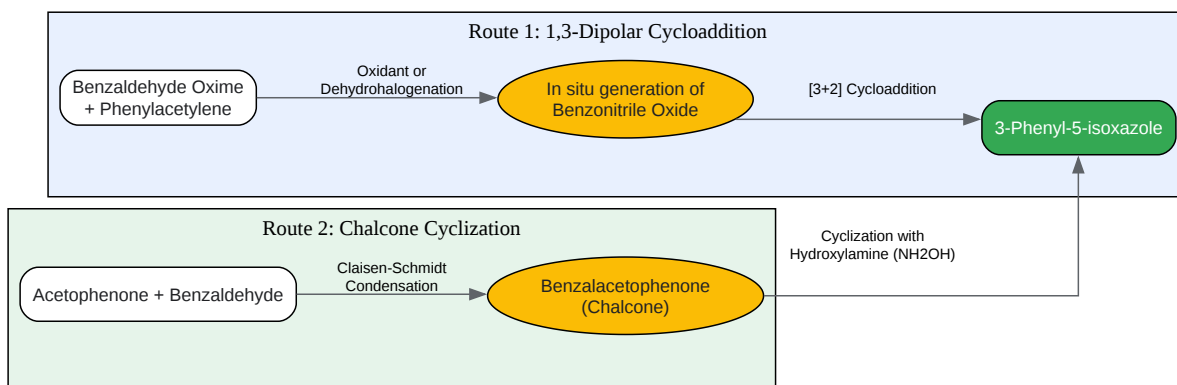 Route 1: 1,3-Dipolar Cycloaddition
Benzaldehyde Oxime
+ Phenylacetylene
Oxidant or
Dehydrohalogenation
In situ generation of
Benzonitrile Oxide
[3+2] Cycloaddition
3-Phenyl-5-isoxazole
Route 2: Chalcone Cyclization
Acetophenone + Benzaldehyde
Claisen-Schmidt
Condensation
Benzalacetophenone
(Chalcone)
Cyclization with
Hydroxylamine (NH2OH)